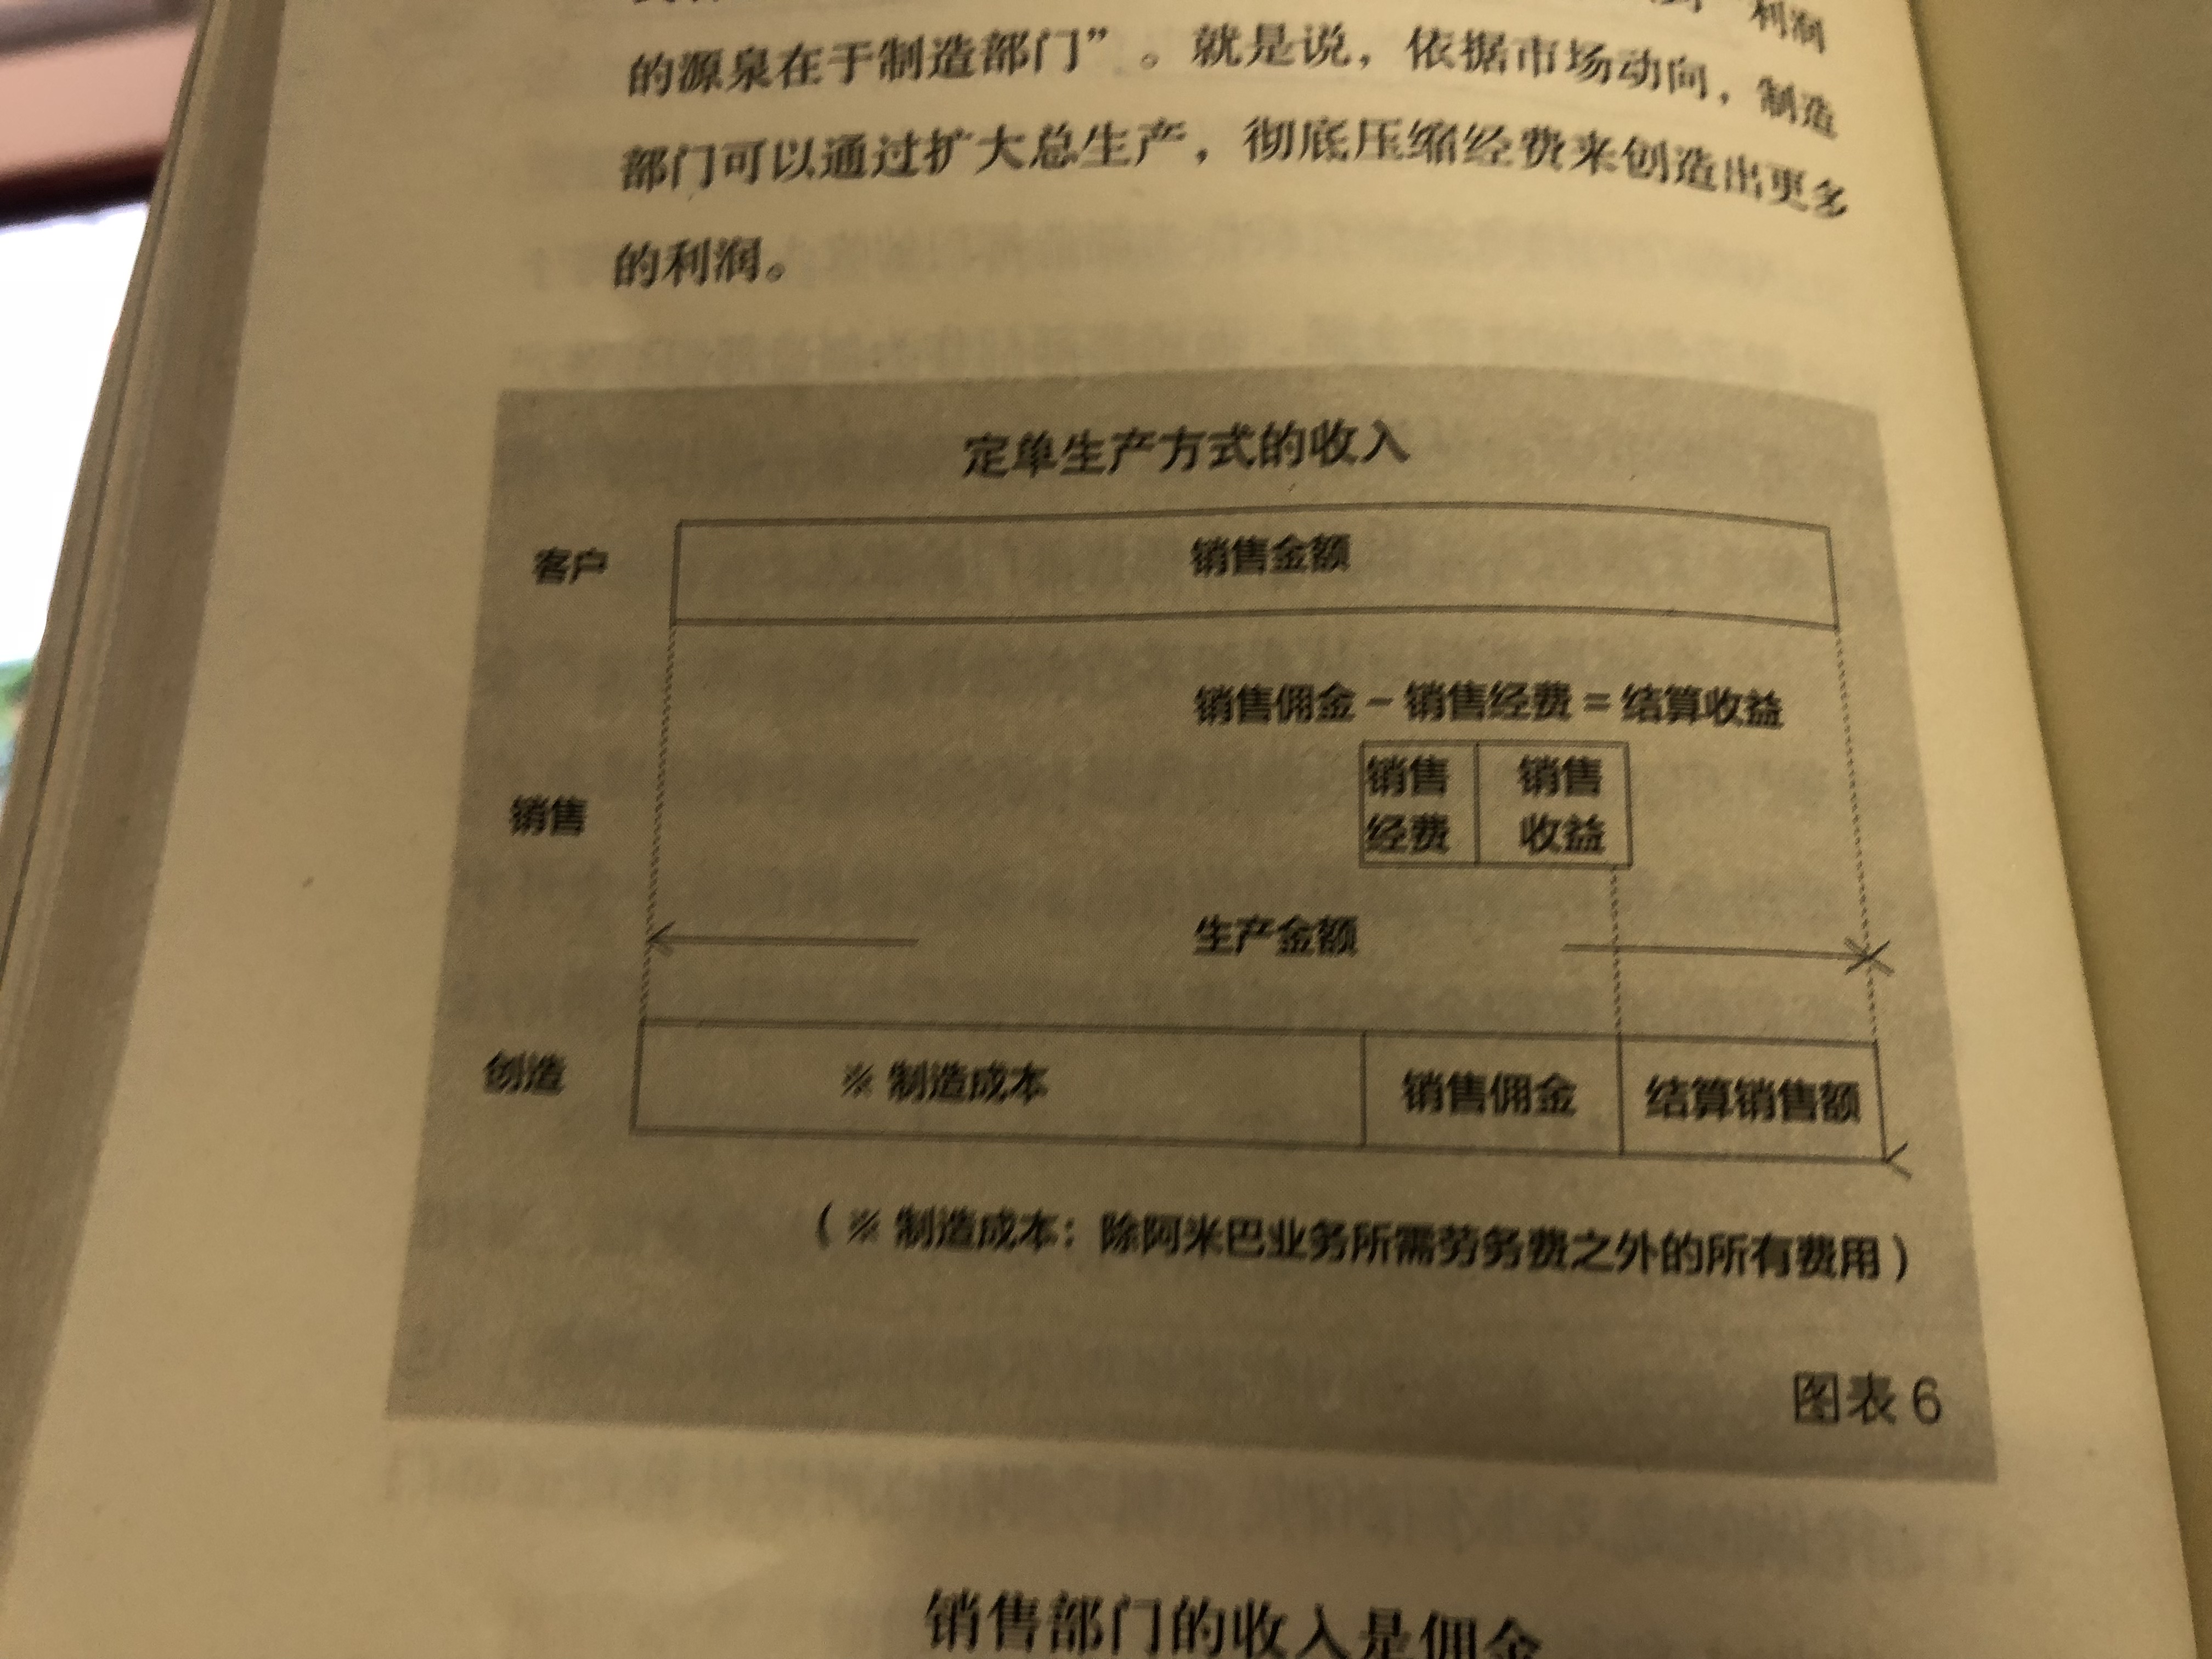 利润
的源泉在于制造部门”。就是说，依据市场动向，制造
部门可以通过扩大总生产，彻底压缩经费来创造出更多
的利润。
定单生产方式的收入
客户
销售金额
销售佣金－销售经费＝结算收益
销售
销售
经费
销售
收益
生产金额
创造
※ 制造成本
销售佣金
结算销售额
（※ 制造成本：除阿米巴业务所需劳务费之外的所有费用）
图表 6
销售部门的收入是佣金